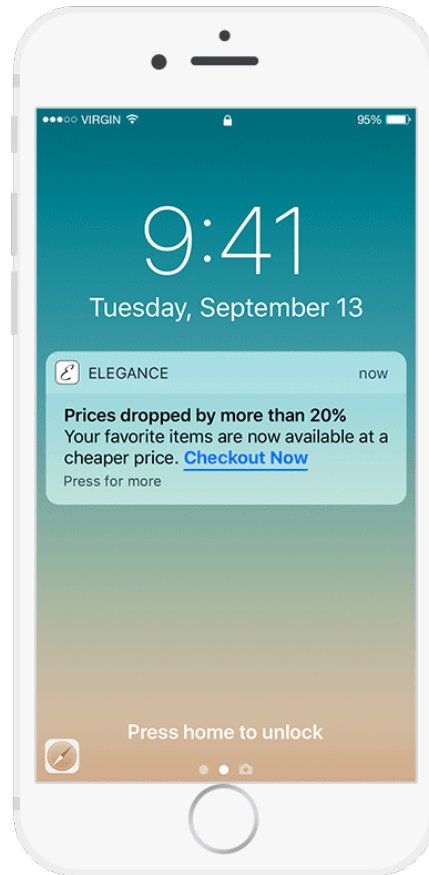 VIRGIN 95%
9:41
Tuesday, September 13
E ELEGANCE now
Prices dropped by more than 20%
Your favorite items are now available at a
cheaper price. Checkout Now
Press for more
Press home to unlock